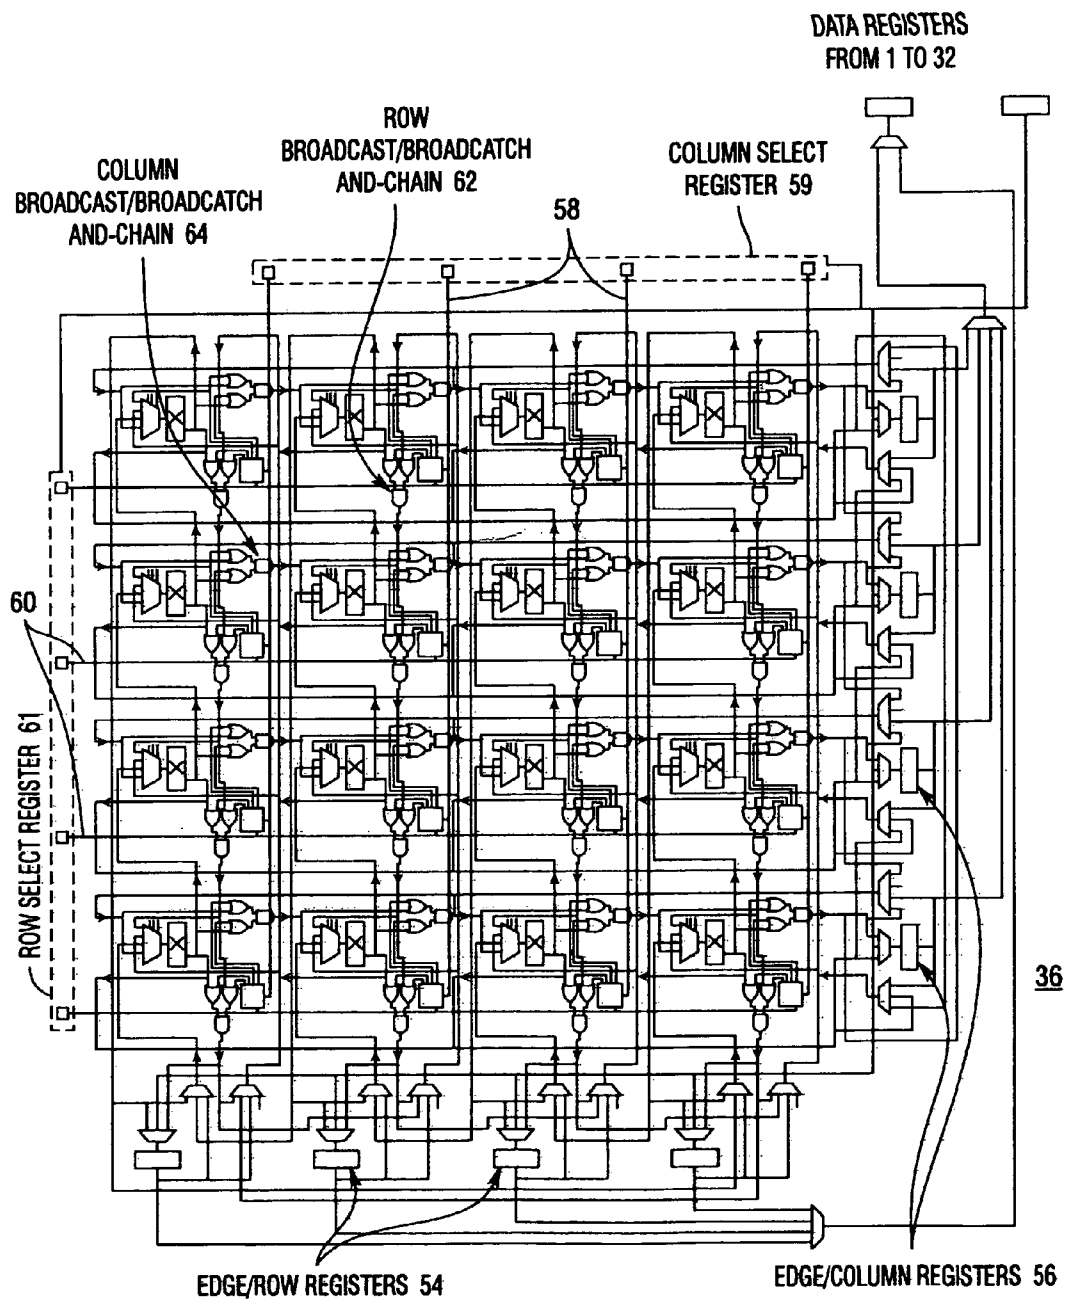 DATA REGISTERS
FROM 1 TO 32
ROW
BROADCAST/BROADCATCH
AND-CHAIN 62
COLUMN
BROADCAST/BROADCATCH
AND-CHAIN 64
COLUMN SELECT
REGISTER 59
58
60
ROW SELECT REGISTER 61
36
EDGE/ROW REGISTERS 54
EDGE/COLUMN REGISTERS 56